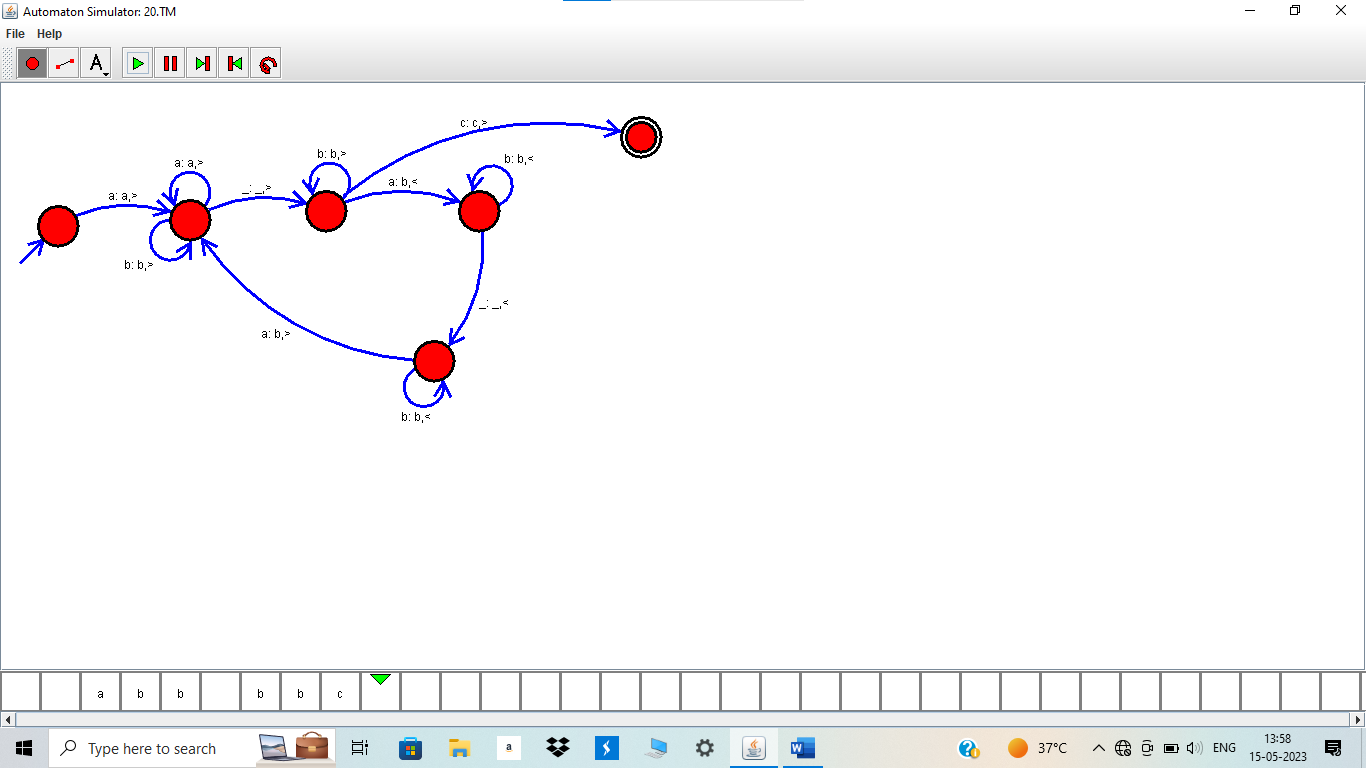 Automaton Simulator: 20.TM
File Help
A
c: c,>
b: b,>
b: b,<
a: a,>
a: b,<
_: _,>
a: a,>
b: b,>
_: _,<
a: b,>
b: b,<
a b b b b c
Type here to search
a
W
37°C
ENG
13:58
15-05-2023